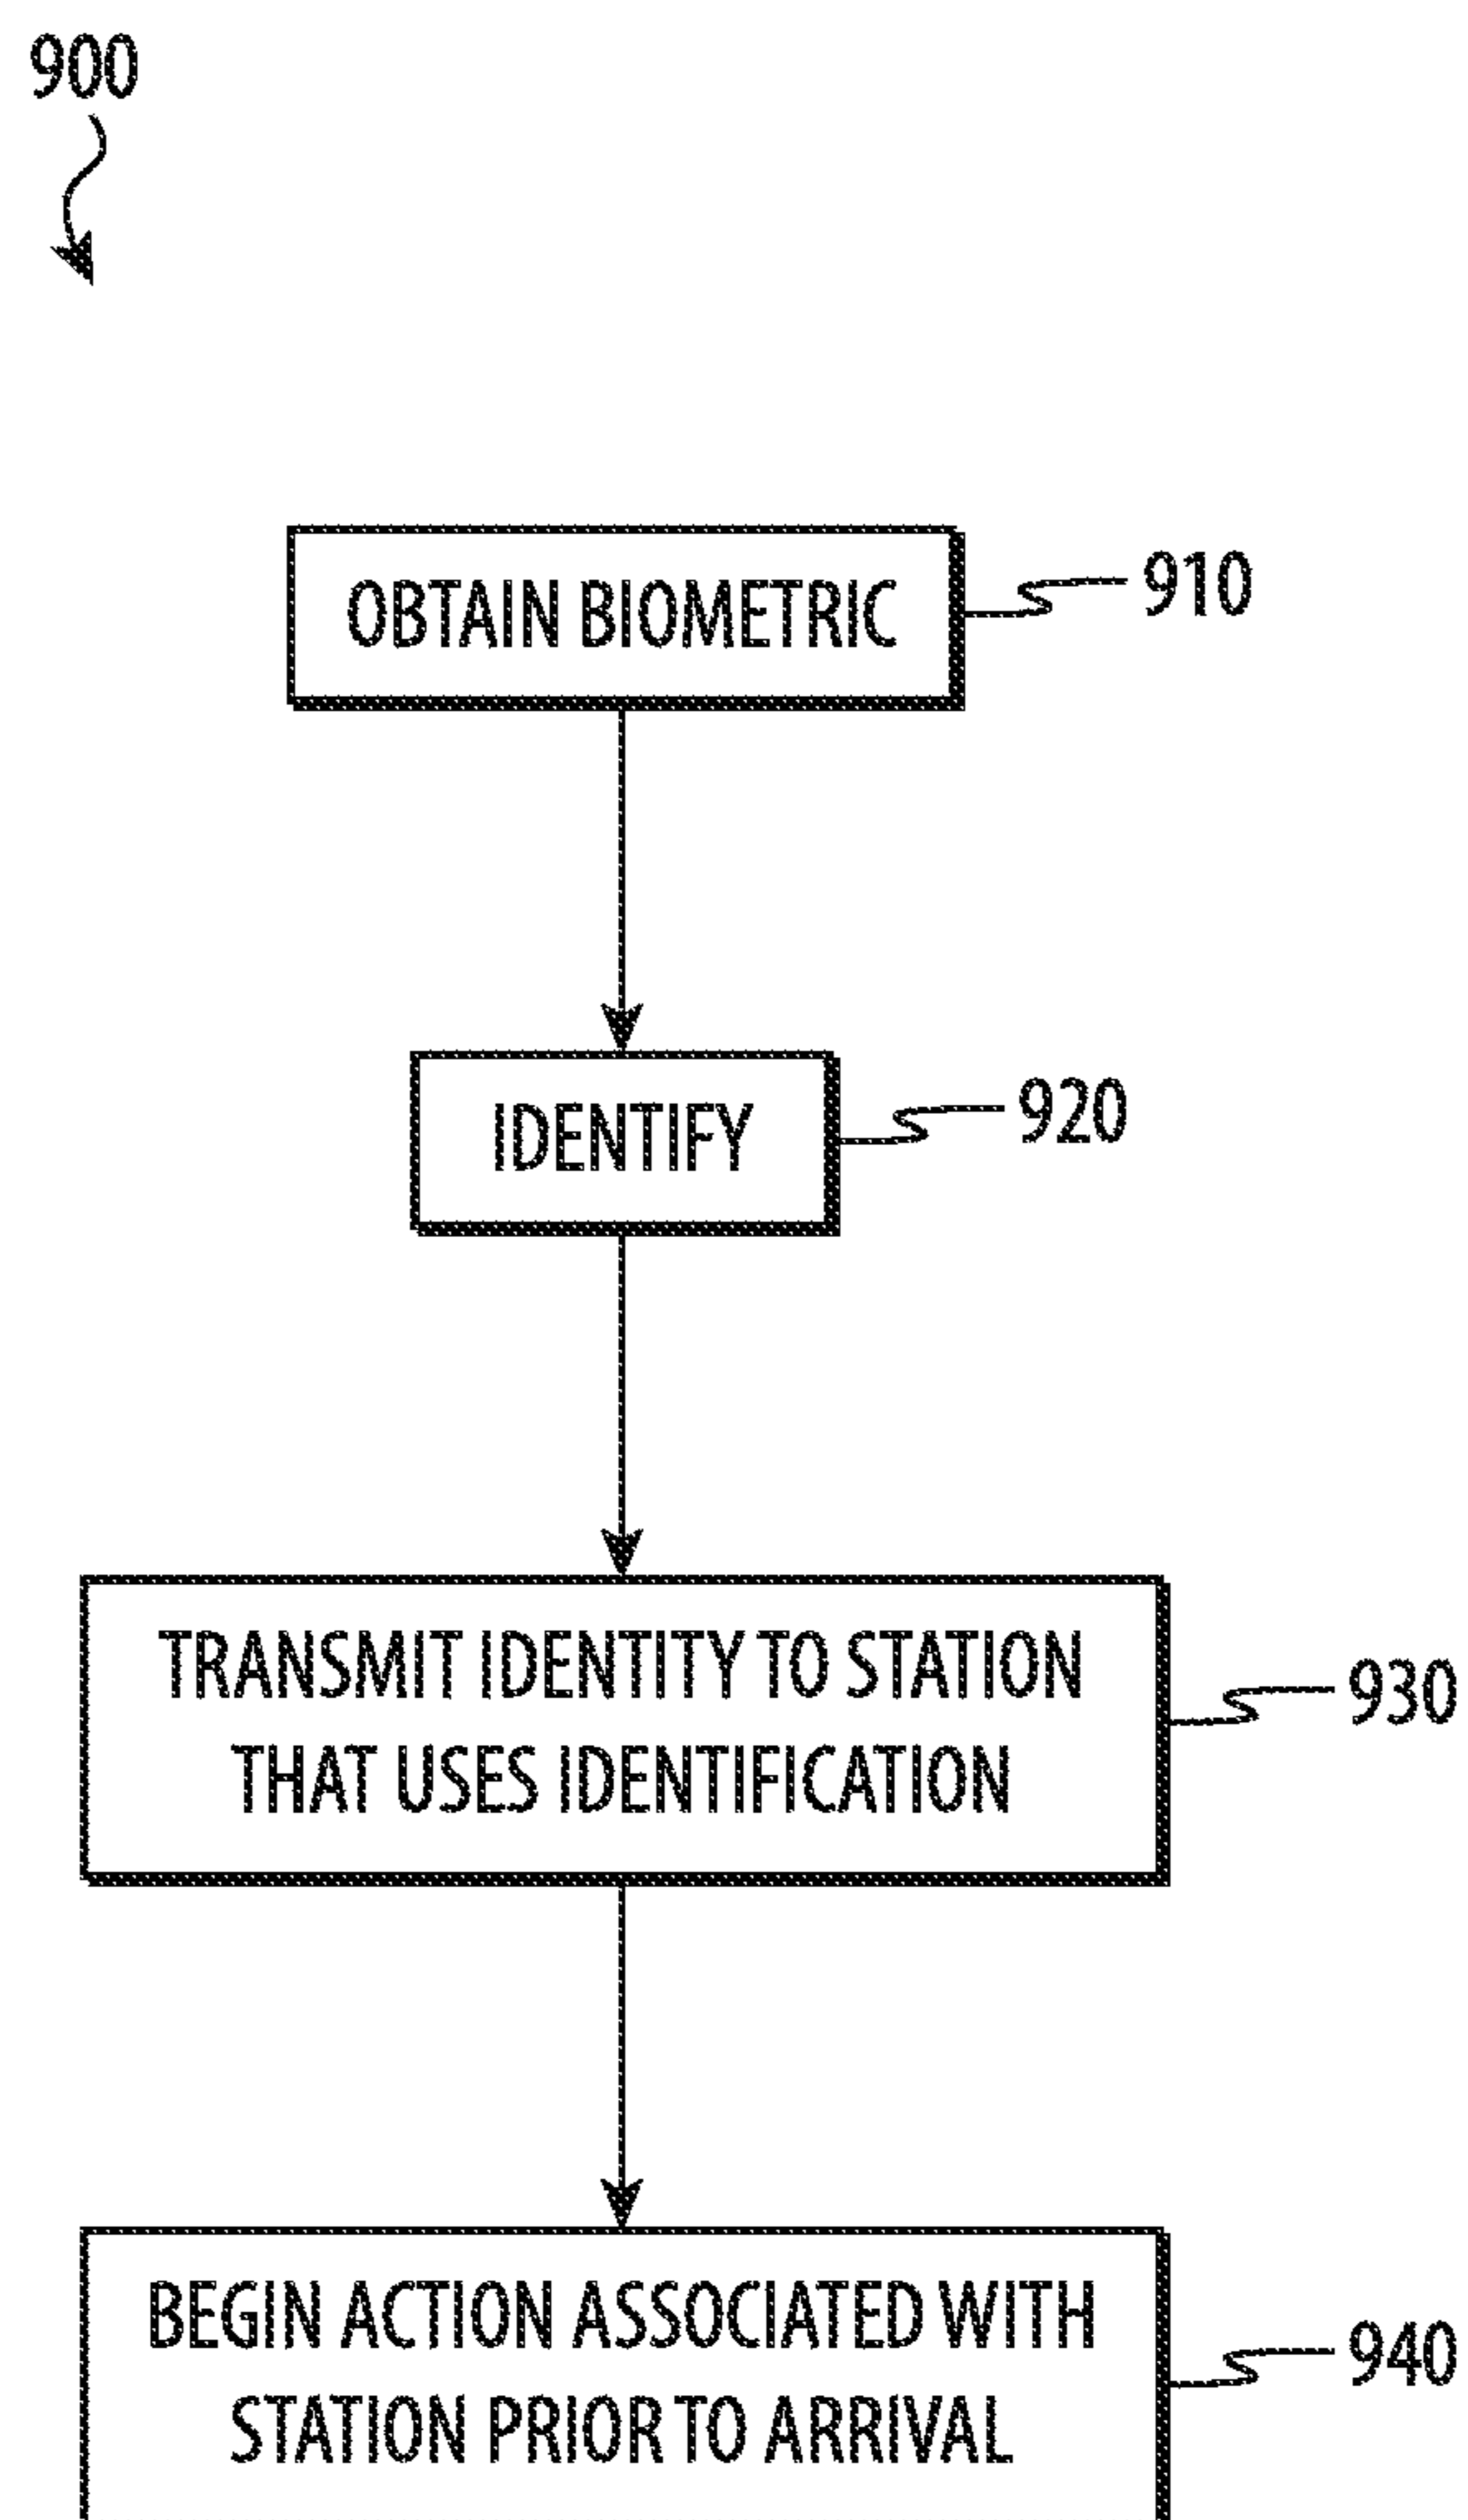 900
OBTAIN BIOMETRIC
910
IDENTIFY
920
TRANSMIT IDENTITY TO STATION
THAT USES IDENTIFICATION
930
BEGIN ACTION ASSOCIATED WITH
STATION PRIOR TO ARRIVAL
940